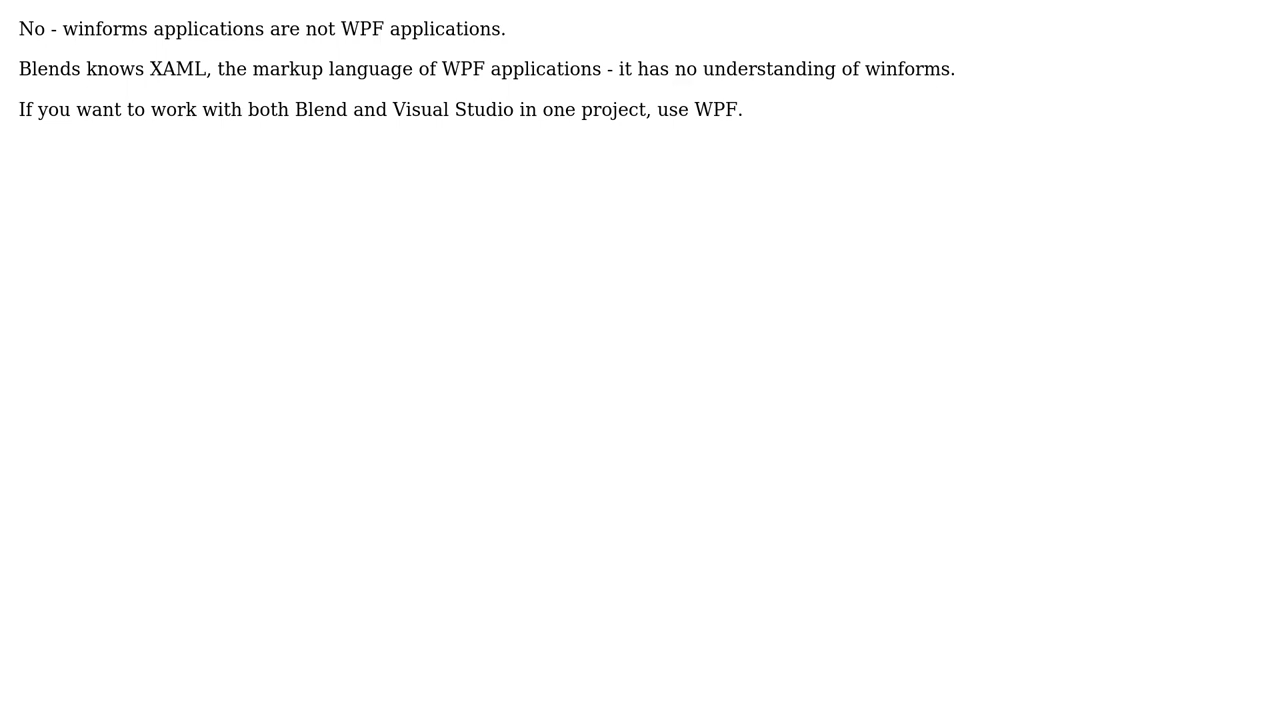 No - winforms applications are not WPF applications.
Blends knows XAML, the markup language of WPF applications - it has no understanding of winforms.
If you want to work with both Blend and Visual Studio in one project, use WPF.